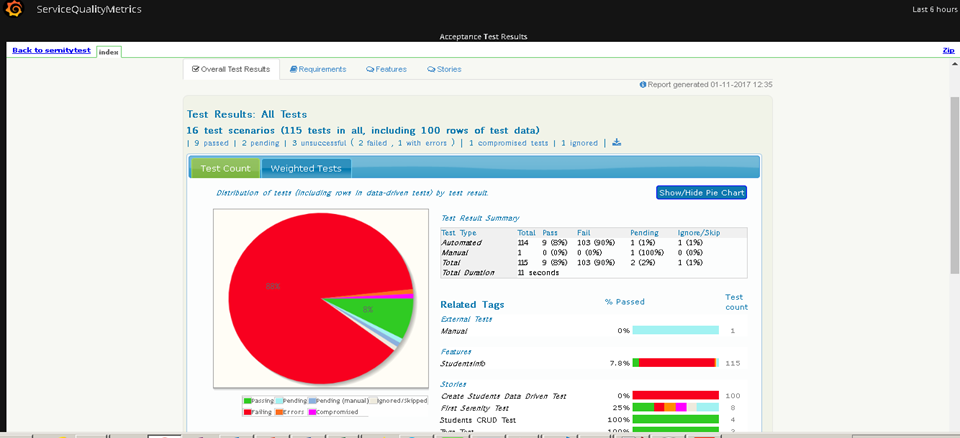 ServiceQualityMetrics
Last 6 hours
Acceptance Test Results
Back to sernitytest
index
Zip
Overall Test Results
Requirements
Features
Stories
Report generated 01-11-2017 12:35
Test Results: All Tests
16 test scenarios (115 tests in all, including 100 rows of test data)
| 9 passed | 2 pending | 3 unsuccessful ( 2 failed , 1 with errors ) | 1 compromised tests | 1 ignored |
Test Count
Weighted Tests
Distribution of tests (including rows in data-driven tests) by test result.
Show/Hide Pie Chart
8%
Passing Pending Pending (manual) Ignored/Skipped
Failing Errors Compromised
Test Result Summary
Test Type Total Pass Fail Pending Ignore/Skip
Automated 114 9 (8%) 103 (90%) 1 (1%) 1 (1%)
Manual 1 0 (0%) 0 (0%) 1 (100%) 0 (0%)
Total 115 9 (8%) 103 (90%) 2 (2%) 1 (1%)
Total Duration 11 seconds
Related Tags % Passed Test count
External Tests
Manual 0% 1
Features
StudentsInfo 7.8% 115
Stories
Create Students Data Driven Test 0% 100
First Serenity Test 25% 8
Students CRUD Test 100% 4